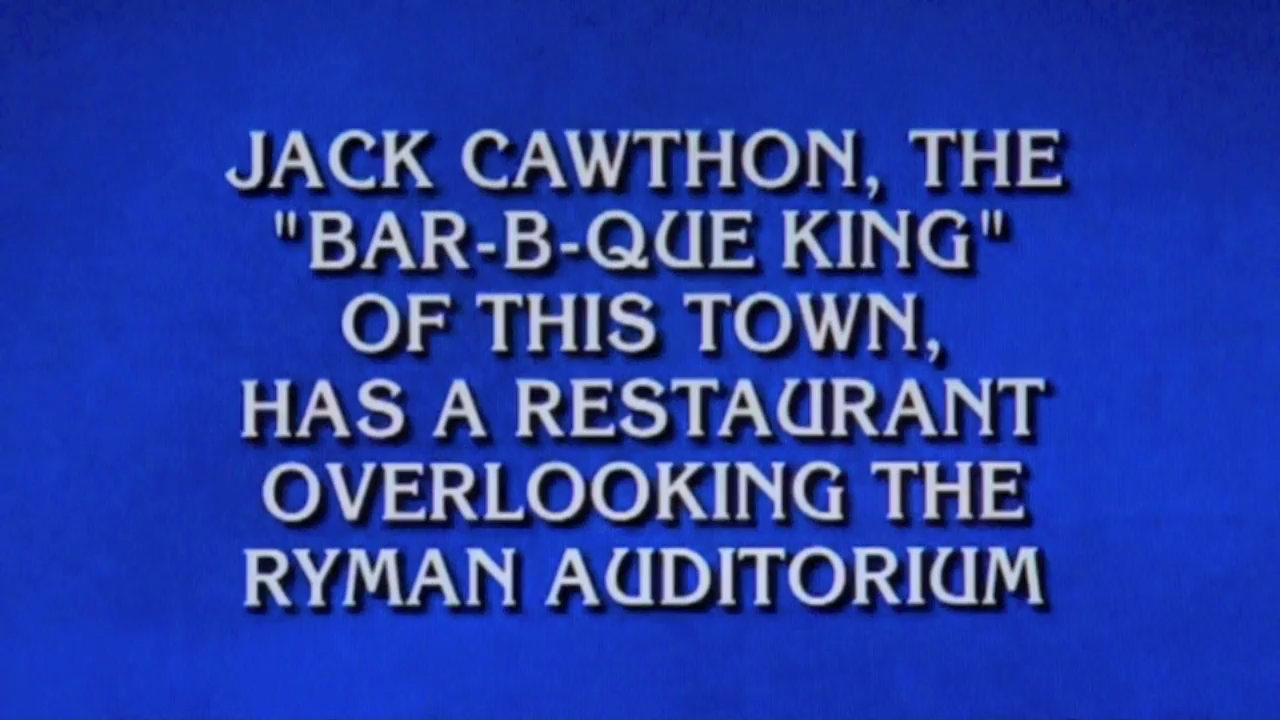 JACK CAWTHON, THE
"BAR-B-QUE KING"
OF THIS TOWN,
HAS A RESTAURANT
OVERLOOKING THE
RYMAN AUDITORIUM